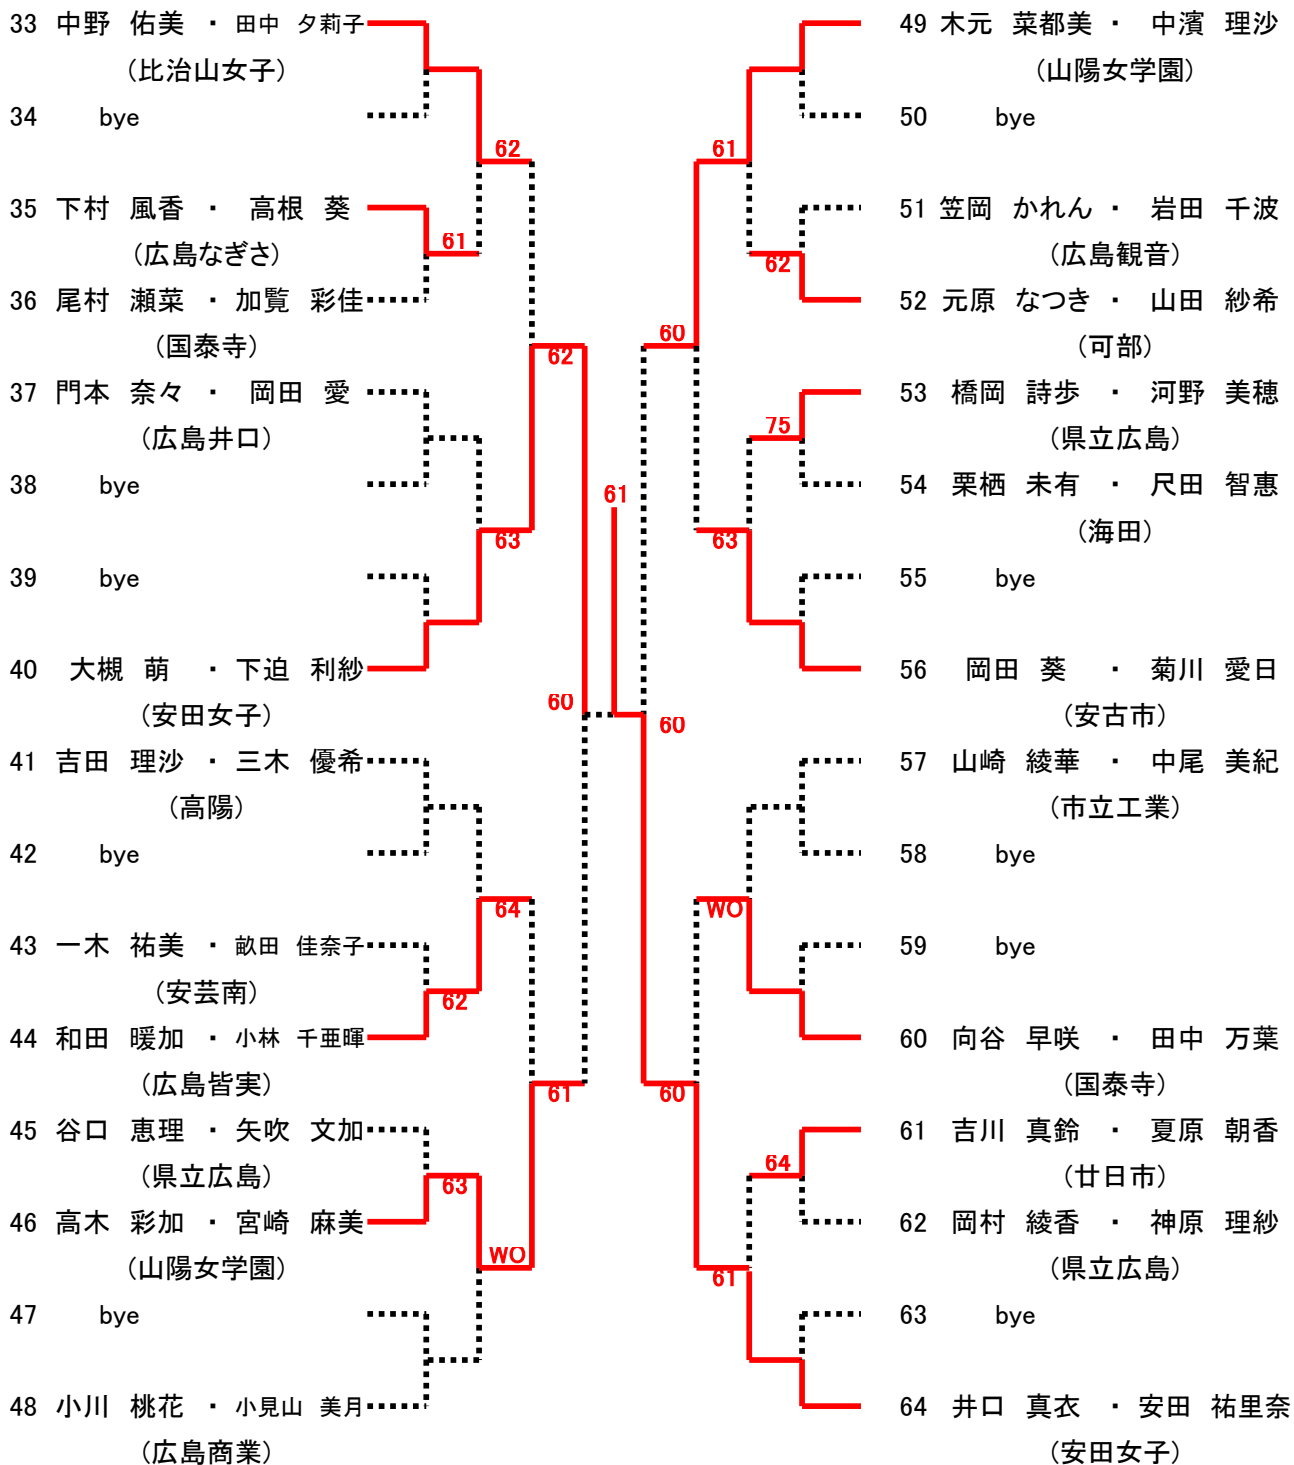 33 中野 佑美 ・ 田中 夕莉子
(比治山女子)
34 bye
62
35 下村 風香 ・ 高根 葵
61
(広島なぎさ)
36 尾村 瀬菜 ・ 加覧 彩佳
(国泰寺)
62
37 門本 奈々 ・ 岡田 愛
(広島井口)
38 bye
63
39 bye
40 大槻 萌 ・ 下迫 利紗
(安田女子)
60
41 吉田 理沙 ・ 三木 優希
(高陽)
42 bye
64
43 一木 祐美 ・ 畝田 佳奈子
(安芸南)
62
44 和田 暖加 ・ 小林 千亜暉
(広島皆実)
61
45 谷口 恵理 ・ 矢吹 文加
(県立広島)
63
46 高木 彩加 ・ 宮崎 麻美
(山陽女学園)
WO
47 bye
48 小川 桃花 ・ 小見山 美月
(広島商業)
61
49 木元 菜都美 ・ 中濱 理沙
(山陽女学園)
50 bye
61
51 笠岡 かれん ・ 岩田 千波
(広島観音)
62
52 元原 なつき ・ 山田 紗希
60
(可部)
53 橋岡 詩歩 ・ 河野 美穂
75
(県立広島)
54 栗栖 未有 ・ 尺田 智惠
(海田)
63
55 bye
56 岡田 葵 ・ 菊川 愛日
(安古市)
60
57 山崎 綾華 ・ 中尾 美紀
(市立工業)
58 bye
WO
59 bye
60 向谷 早咲 ・ 田中 万葉
(国泰寺)
60
61 吉川 真鈴 ・ 夏原 朝香
64
(廿日市)
62 岡村 綾香 ・ 神原 理紗
(県立広島)
61
63 bye
64 井口 真衣 ・ 安田 祐里奈
(安田女子)